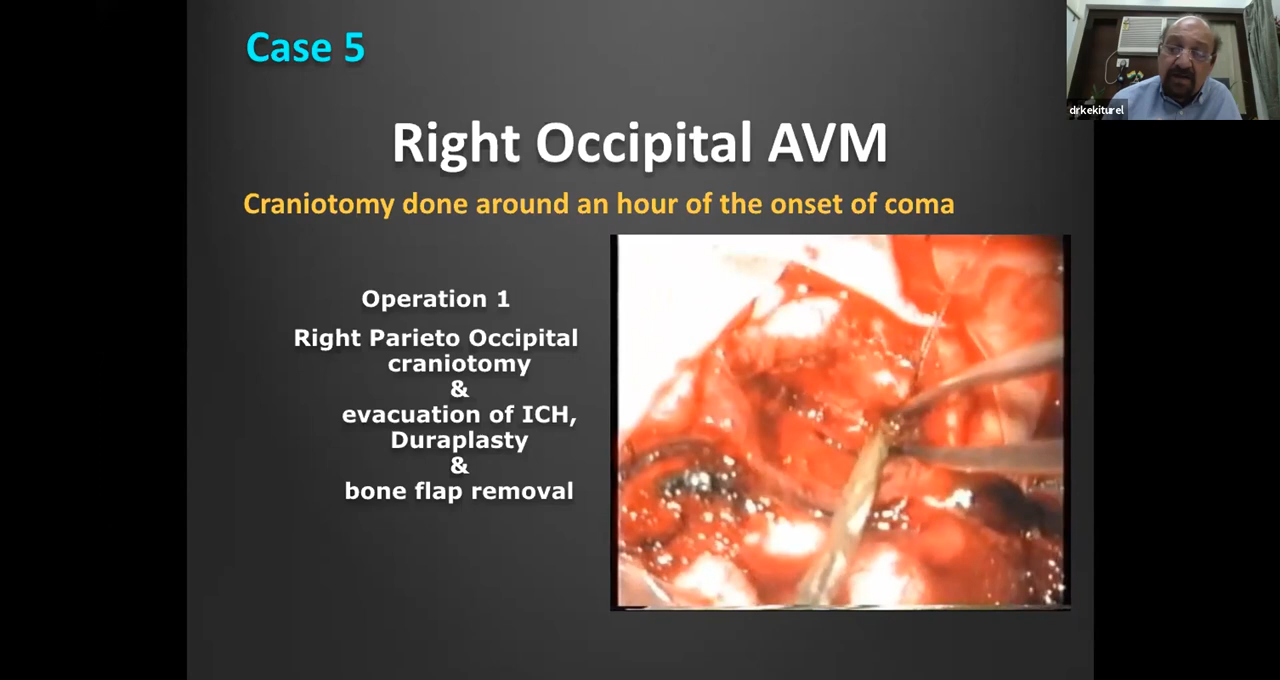 Case 5
drkekiturel
Right Occipital AVM
Craniotomy done around an hour of the onset of coma
Operation 1
Right Parieto Occipital
craniotomy
&
evacuation of ICH,
Duraplasty
&
bone flap removal